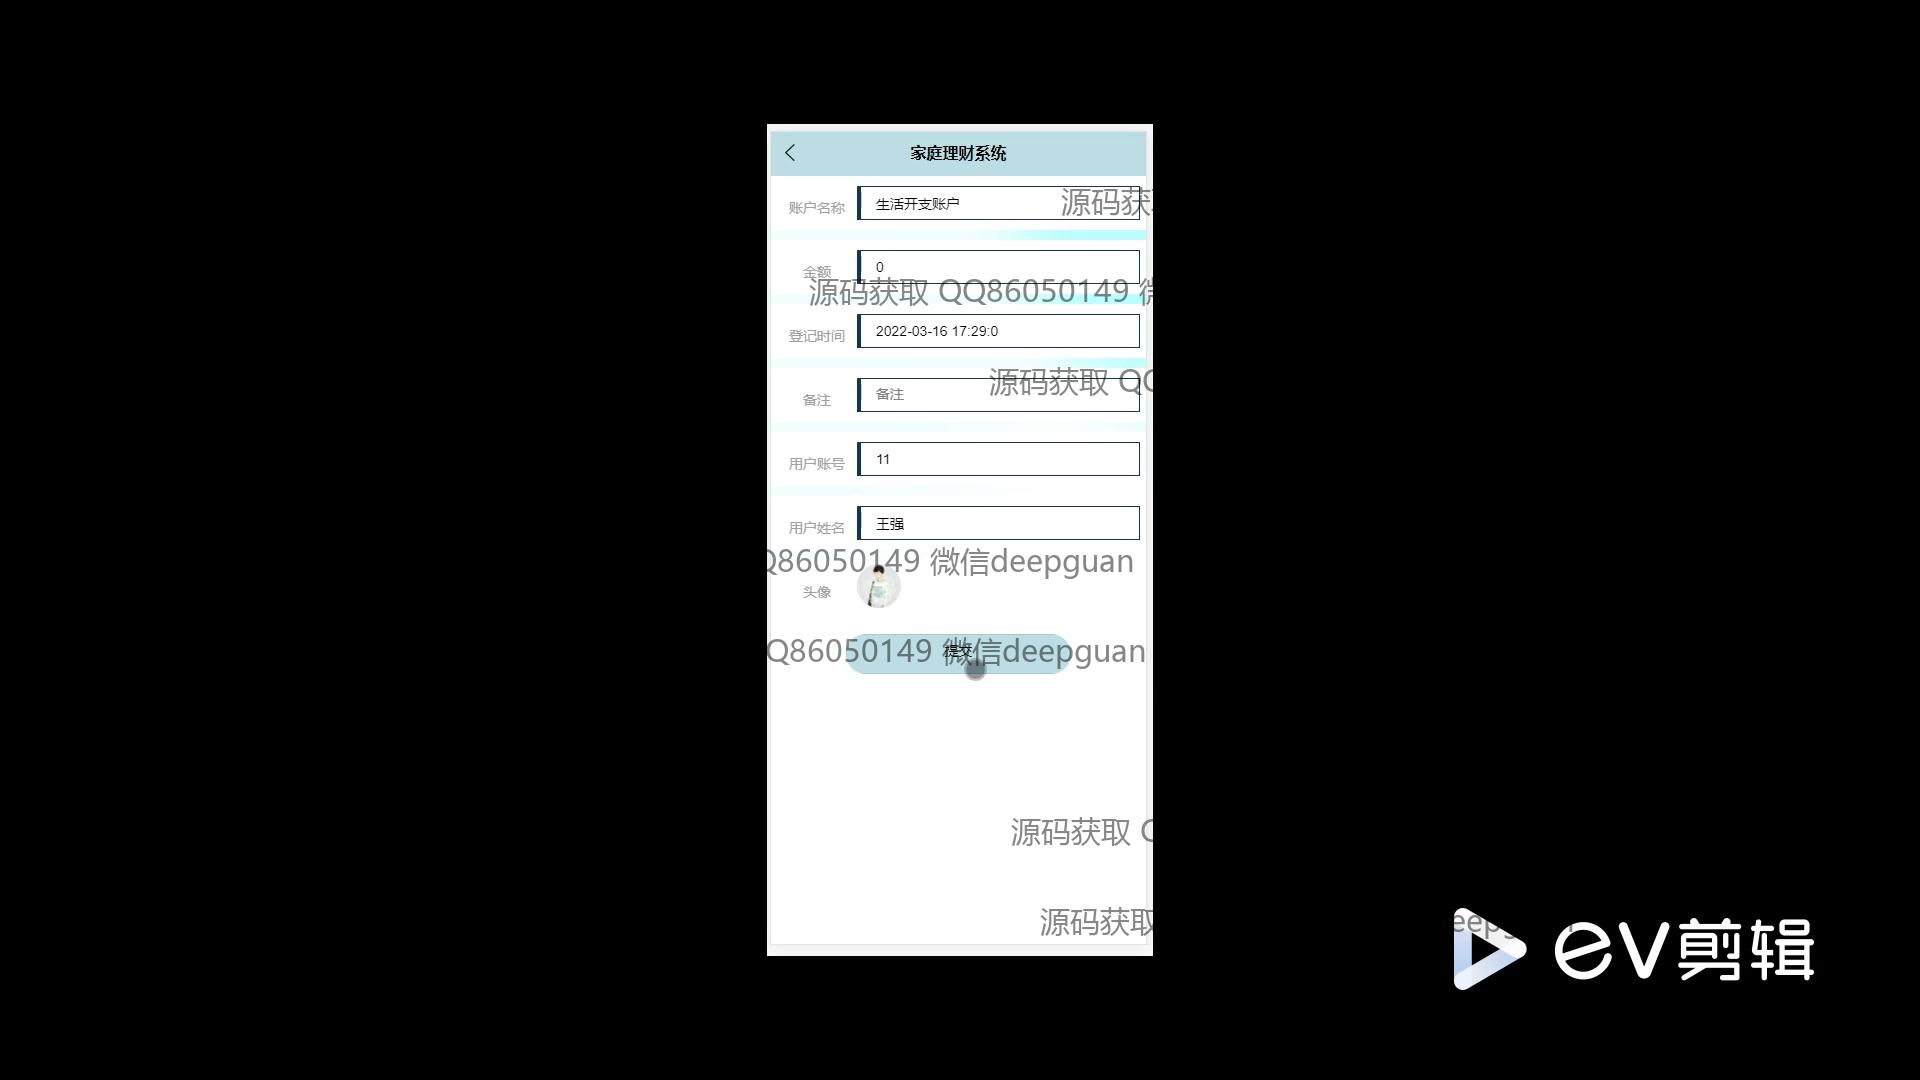 家庭理财系统
账户名称 生活开支账户
源码获
金额 0
源码获取 QQ86050149 微
登记时间 2022-03-16 17:29:0
源码获取 QQ
备注 备注
用户账号 11
用户姓名 王强
Q86050149 微信deepguan
头像
提交
QQ86050149 微信deepguan
源码获取
源码获取
ev剪辑